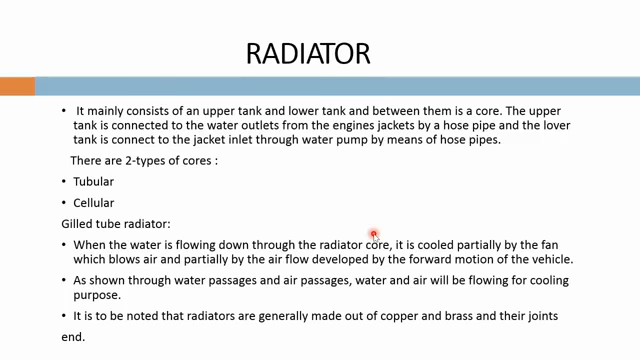 RADIATOR
• It mainly consists of an upper tank and lower tank and between them is a core. The upper
tank is connected to the water outlets from the engines jackets by a hose pipe and the lover
tank is connect to the jacket inlet through water pump by means of hose pipes.
There are 2-types of cores :
• Tubular
• Cellular
Gilled tube radiator:
• When the water is flowing down through the radiator core, it is cooled partially by the fan
which blows air and partially by the air flow developed by the forward motion of the vehicle.
• As shown through water passages and air passages, water and air will be flowing for cooling
purpose.
• It is to be noted that radiators are generally made out of copper and brass and their joints
end.